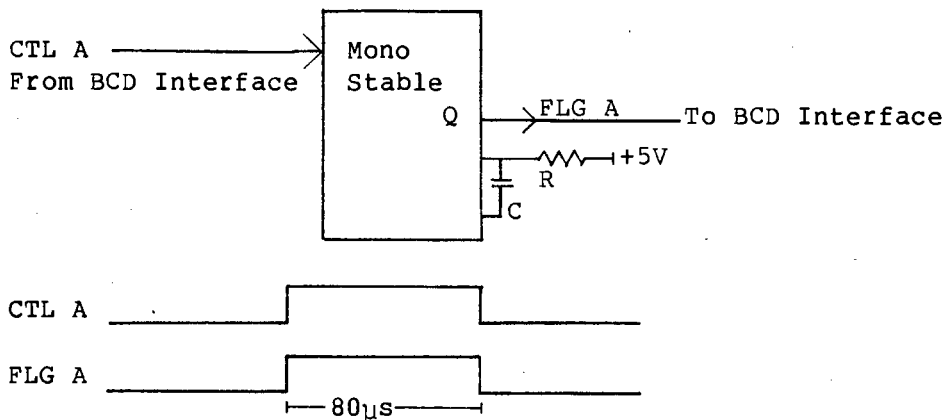 CTL A
From BCD Interface
Mono
Stable
Q
FLG A
To BCD Interface
+5V
R
C
CTL A
FLG A
80µs